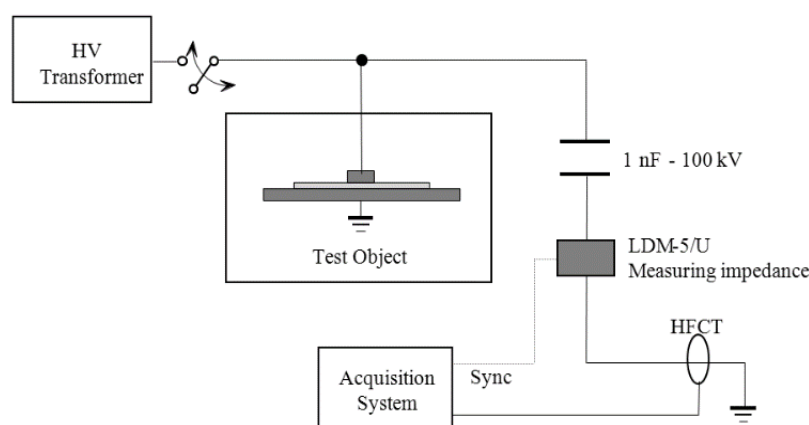 HV
Transformer
1 nF - 100 kV
Test Object
LDM-5/U
Measuring impedance
HFCT
Sync
Acquisition
System